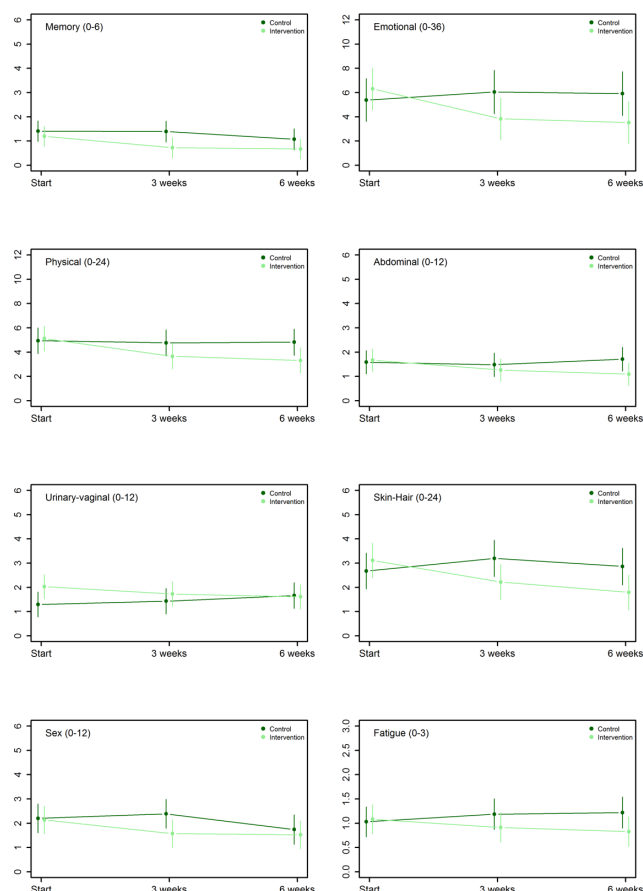 Memory (0-6)
Control
Intervention
6
5
4
3
2
1
0
Start
3 weeks
6 weeks
Emotional (0-36)
Control
Intervention
12
10
8
6
4
2
0
Start
3 weeks
6 weeks
Physical (0-24)
Control
Intervention
12
10
8
6
4
2
0
Start
3 weeks
6 weeks
Abdominal (0-12)
Control
Intervention
6
5
4
3
2
1
0
Start
3 weeks
6 weeks
Urinary-vaginal (0-12)
Control
Intervention
6
5
4
3
2
1
0
Start
3 weeks
6 weeks
Skin-Hair (0-24)
Control
Intervention
6
5
4
3
2
1
0
Start
3 weeks
6 weeks
Sex (0-12)
Control
Intervention
6
5
4
3
2
1
0
Start
3 weeks
6 weeks
Fatigue (0-3)
Control
Intervention
3.0
2.5
2.0
1.5
1.0
0.5
0.0
Start
3 weeks
6 weeks